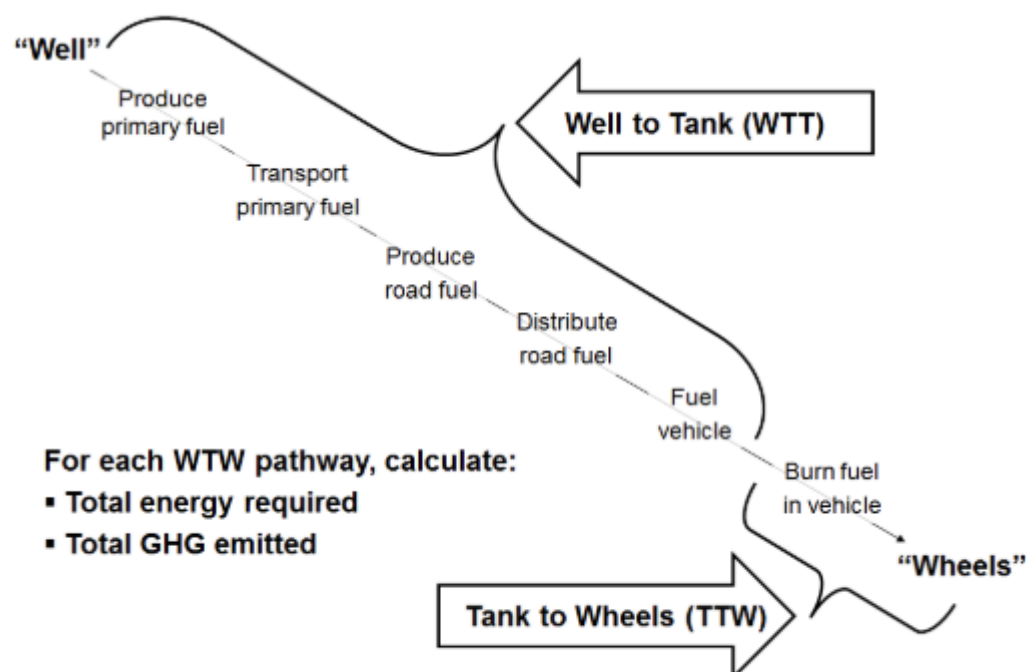 “Well”
Produce
primary fuel
Well to Tank (WTT)
Transport
primary fuel
Produce
road fuel
Distribute
road fuel
Fuel
vehicle
For each WTW pathway, calculate:
▪ Total energy required
▪ Total GHG emitted
Burn fuel
in vehicle
“Wheels”
Tank to Wheels (TTW)